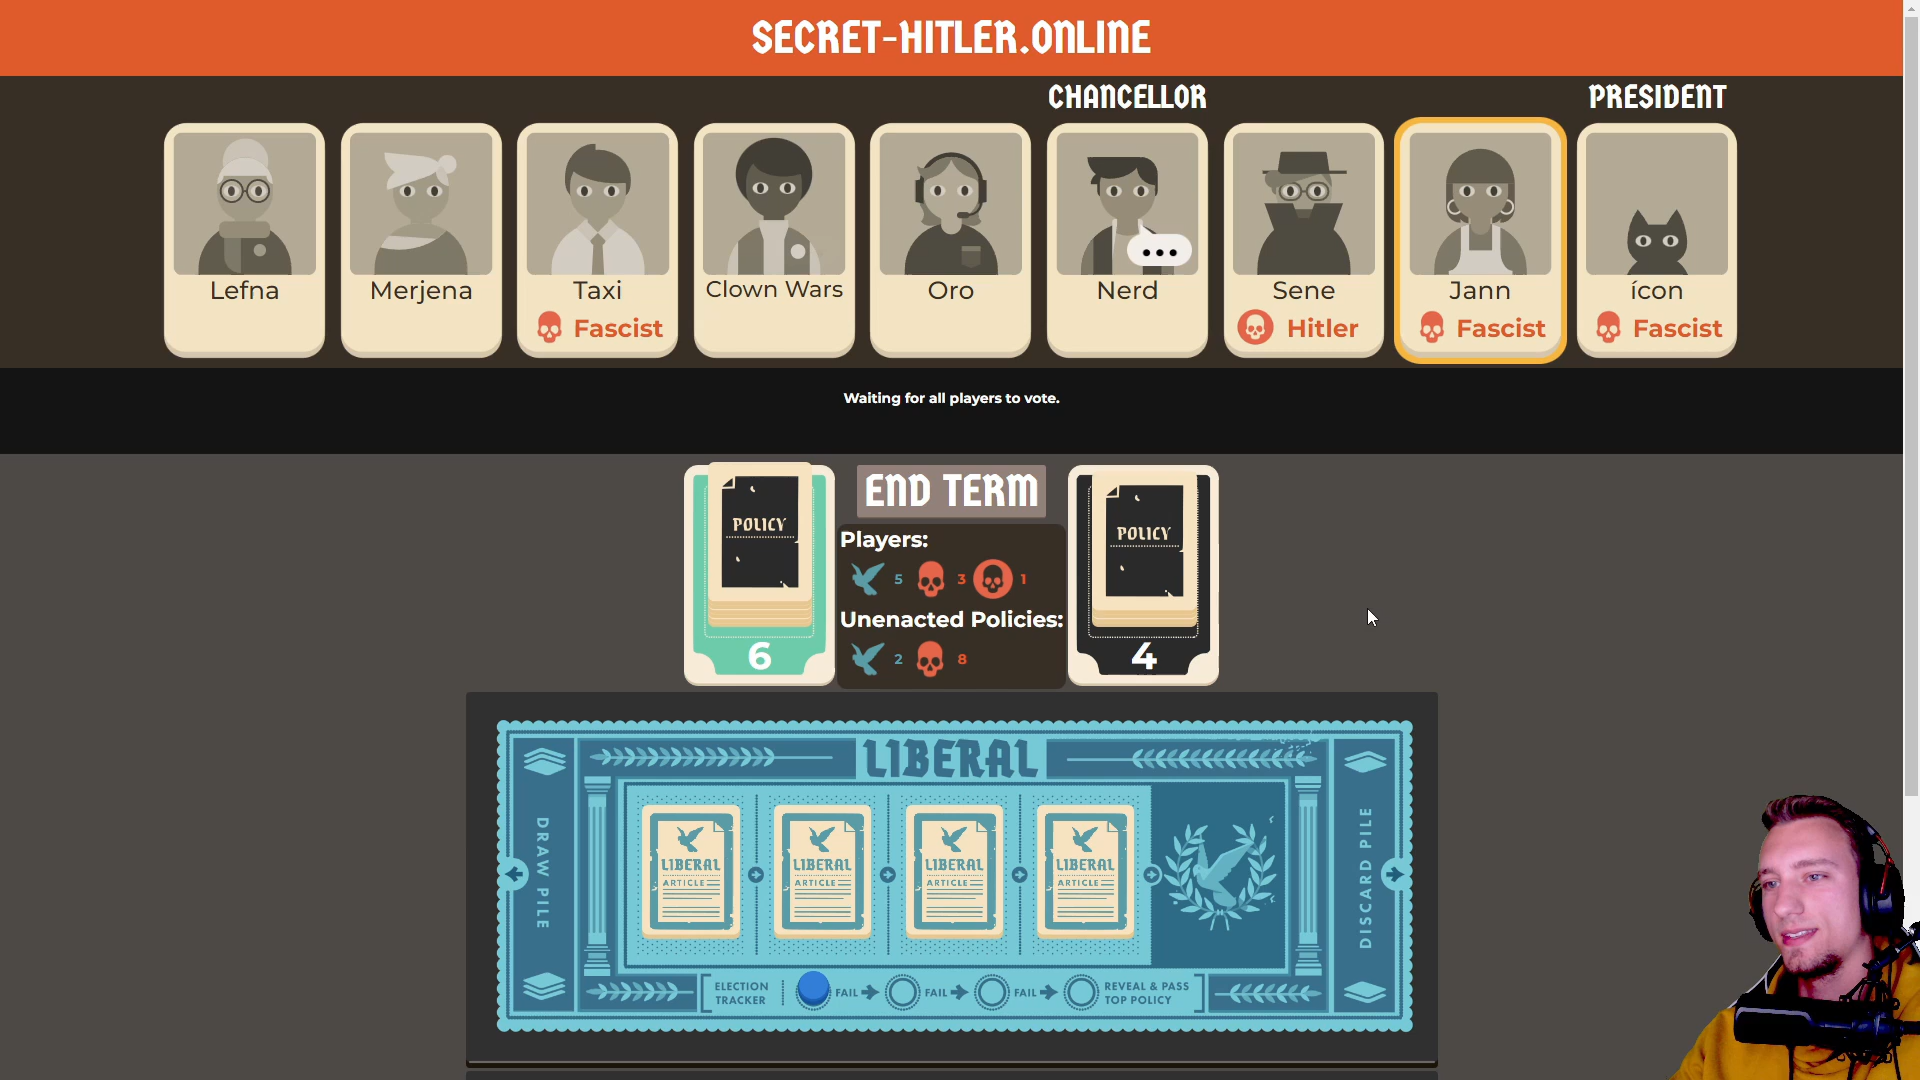 SECRET-HITLER.ONLINE
CHANCELLOR
PRESIDENT
Lefna
Merjena
Taxi
Clown Wars
Oro
Nerd
Sene
Jann
ícon
Fascist
Hitler
Fascist
Fascist
Waiting for all players to vote.
POLICY
6
END TERM
Players:
5 3 1
Unenacted Policies:
2 8
POLICY
4
LIBERAL
DRAW PILE
LIBERAL
ARTICLE
LIBERAL
ARTICLE
LIBERAL
ARTICLE
LIBERAL
ARTICLE
DISCARD PILE
ELECTION
TRACKER
FAIL
FAIL
FAIL
REVEAL & PASS
TOP POLICY